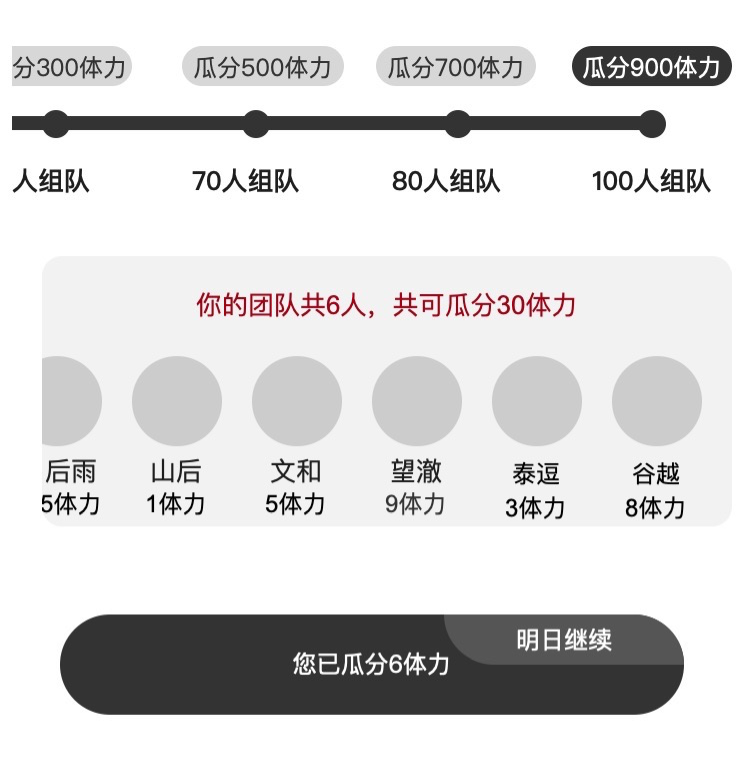 分300体力 瓜分500体力 瓜分700体力 瓜分900体力
人组队 70人组队 80人组队 100人组队
你的团队共6人，共可瓜分30体力
后雨 山后 文和 望澈 泰逗 谷越
5体力 1体力 5体力 9体力 3体力 8体力
明日继续
您已瓜分6体力